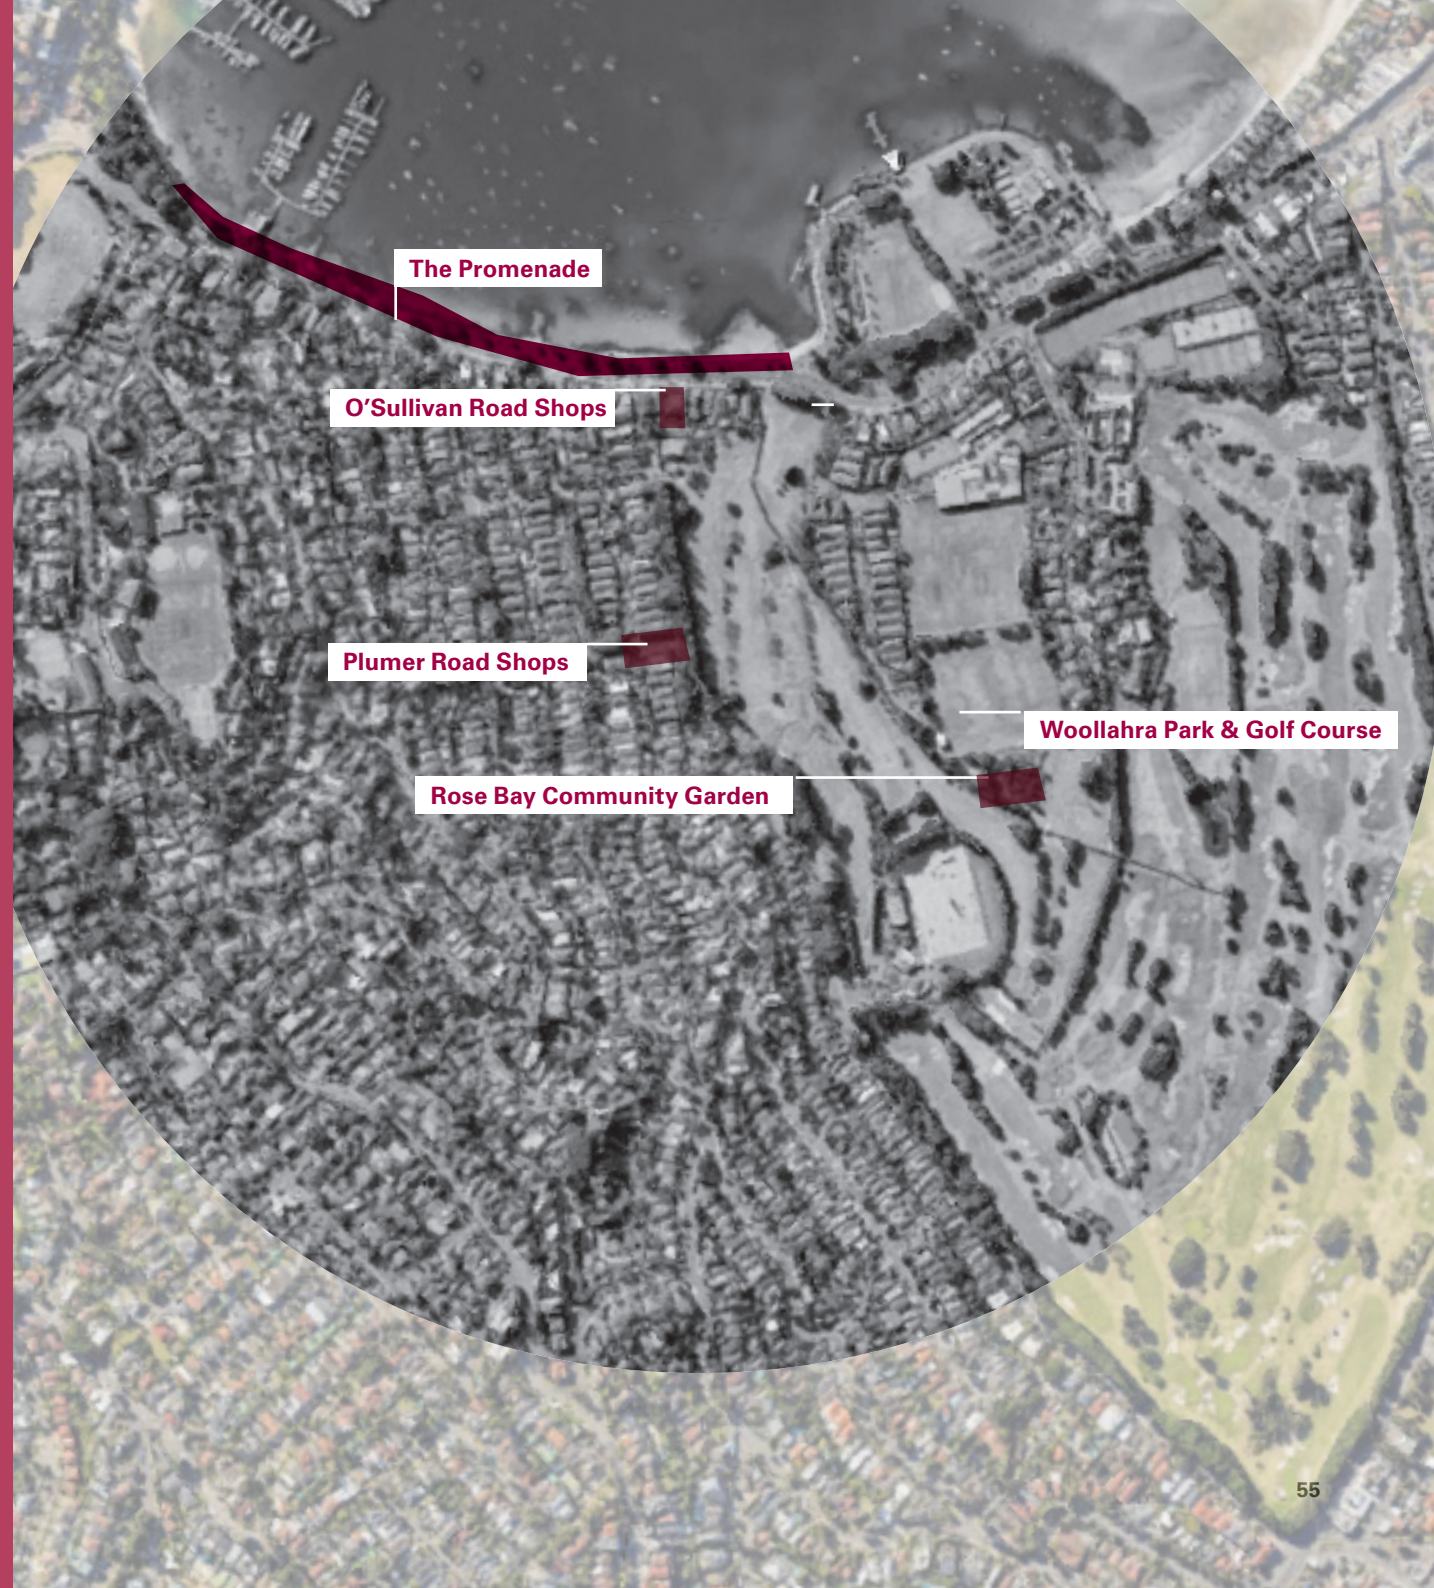 The Promenade
O’Sullivan Road Shops
Plumer Road Shops
Woollahra Park & Golf Course
Rose Bay Community Garden
55